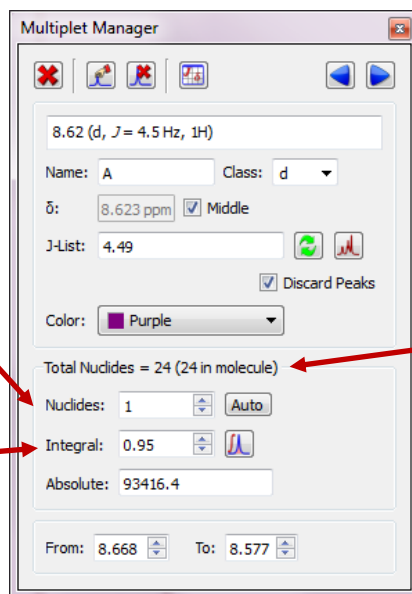 Multiplet Manager
8.62 (d, J = 4.5 Hz, 1H)
Name: A Class: d
δ: 8.623 ppm Middle
J-List: 4.49
Discard Peaks
Color: Purple
Total Nuclides = 24 (24 in molecule)
Nuclides: 1 Auto
Integral: 0.95
Absolute: 93416.4
From: 8.668 To: 8.577